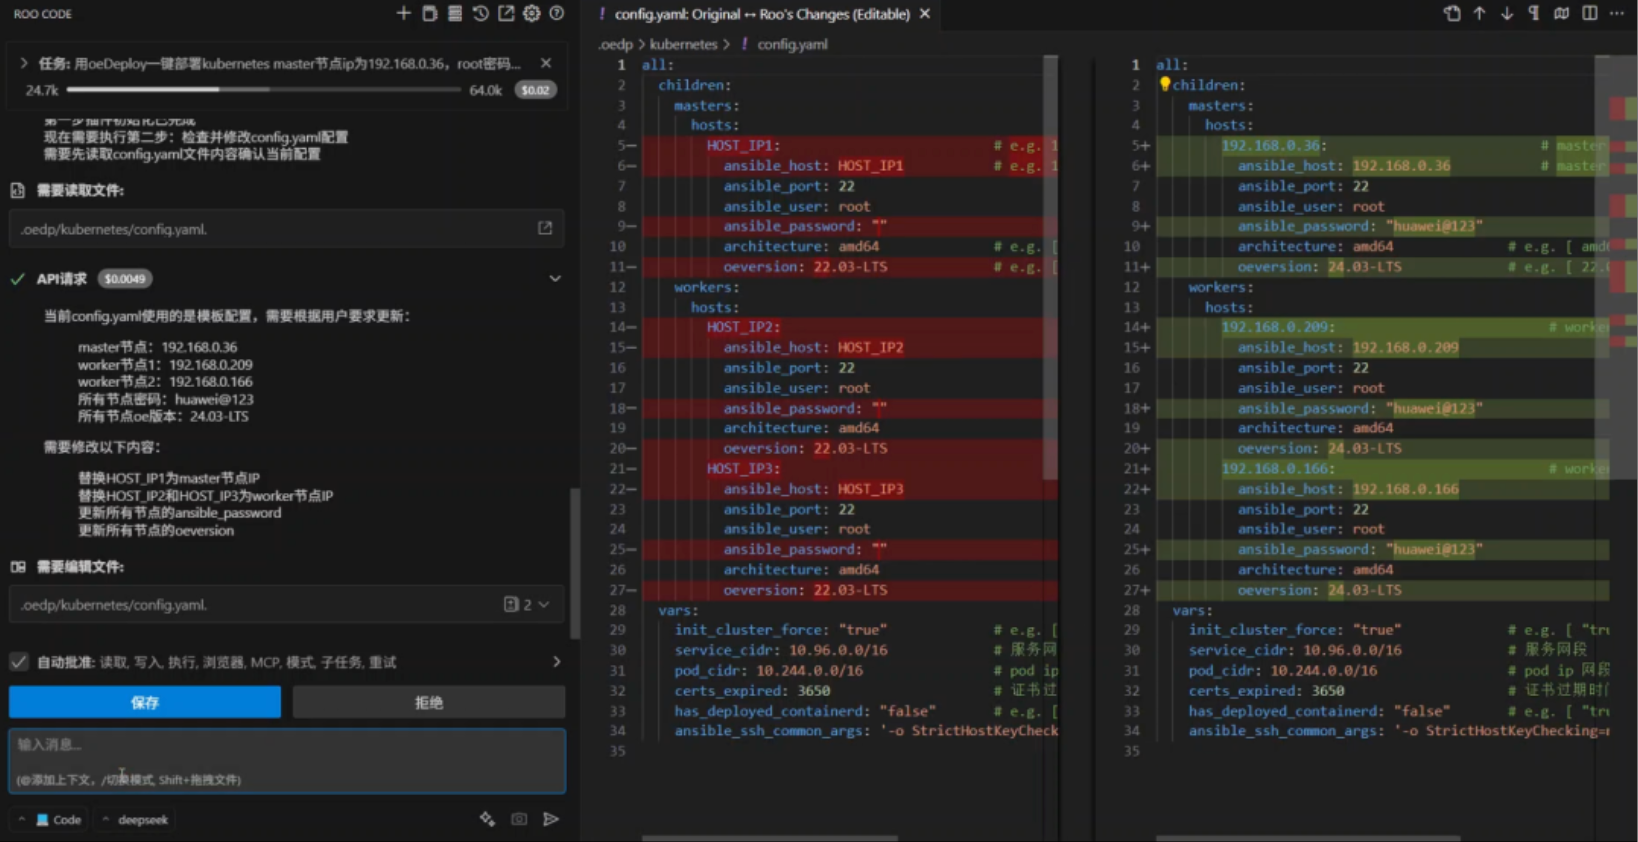 ROO CODE
任务: 用oeDeploy一键部署kubernetes master节点ip为192.168.0.36，root密码...
24.7k 64.0k $0.02
第一步插件初始化已完成
现在需要执行第二步：检查并修改config.yaml配置
需要先读取config.yaml文件内容确认当前配置
需要读取文件:
.oedp/kubernetes/config.yaml.
API请求 $0.0049
当前config.yaml使用的是模板配置，需要根据用户要求更新：
master节点：192.168.0.36
worker节点1：192.168.0.209
worker节点2：192.168.0.166
所有节点密码：huawei@123
所有节点oe版本：24.03-LTS
需要修改以下内容：
替换HOST_IP1为master节点IP
替换HOST_IP2和HOST_IP3为worker节点IP
更新所有节点的ansible_password
更新所有节点的oeversion
需要编辑文件:
.oedp/kubernetes/config.yaml. 2
自动批准: 读取, 写入, 执行, 浏览器, MCP, 模式, 子任务, 重试
保存 拒绝
输入消息...
(@添加上下文，/切换模式, Shift+拖拽文件)
Code deepseek
! config.yaml: Original ↔ Roo's Changes (Editable)
.oedp > kubernetes > ! config.yaml
1 all:
2 children:
3 masters:
4 hosts:
5− HOST_IP1: # e.g. 1
6− ansible_host: HOST_IP1 # e.g. 1
7 ansible_port: 22
8 ansible_user: root
9− ansible_password: ""
10 architecture: amd64 # e.g. [
11− oeversion: 22.03-LTS # e.g. [
12 workers:
13 hosts:
14− HOST_IP2:
15− ansible_host: HOST_IP2
16 ansible_port: 22
17 ansible_user: root
18− ansible_password: ""
19 architecture: amd64
20− oeversion: 22.03-LTS
21− HOST_IP3:
22− ansible_host: HOST_IP3
23 ansible_port: 22
24 ansible_user: root
25− ansible_password: ""
26 architecture: amd64
27− oeversion: 22.03-LTS
28 vars:
29 init_cluster_force: "true" # e.g. [
30 service_cidr: 10.96.0.0/16 # 服务网
31 pod_cidr: 10.244.0.0/16 # pod ip
32 certs_expired: 3650 # 证书过
33 has_deployed_containerd: "false" # e.g. [
34 ansible_ssh_common_args: '-o StrictHostKeyCheck
35
1 all:
2 children:
3 masters:
4 hosts:
5+ 192.168.0.36: # master
6+ ansible_host: 192.168.0.36 # master
7 ansible_port: 22
8 ansible_user: root
9+ ansible_password: "huawei@123"
10 architecture: amd64 # e.g. [ amd
11+ oeversion: 24.03-LTS # e.g. [ 22.
12 workers:
13 hosts:
14+ 192.168.0.209: # worke
15+ ansible_host: 192.168.0.209
16 ansible_port: 22
17 ansible_user: root
18+ ansible_password: "huawei@123"
19 architecture: amd64
20+ oeversion: 24.03-LTS
21+ 192.168.0.166: # worke
22+ ansible_host: 192.168.0.166
23 ansible_port: 22
24 ansible_user: root
25+ ansible_password: "huawei@123"
26 architecture: amd64
27+ oeversion: 24.03-LTS
28 vars:
29 init_cluster_force: "true" # e.g. [ "tru
30 service_cidr: 10.96.0.0/16 # 服务网段
31 pod_cidr: 10.244.0.0/16 # pod ip 网段
32 certs_expired: 3650 # 证书过期时间
33 has_deployed_containerd: "false" # e.g. [ "tru
34 ansible_ssh_common_args: '-o StrictHostKeyChecking=n
35